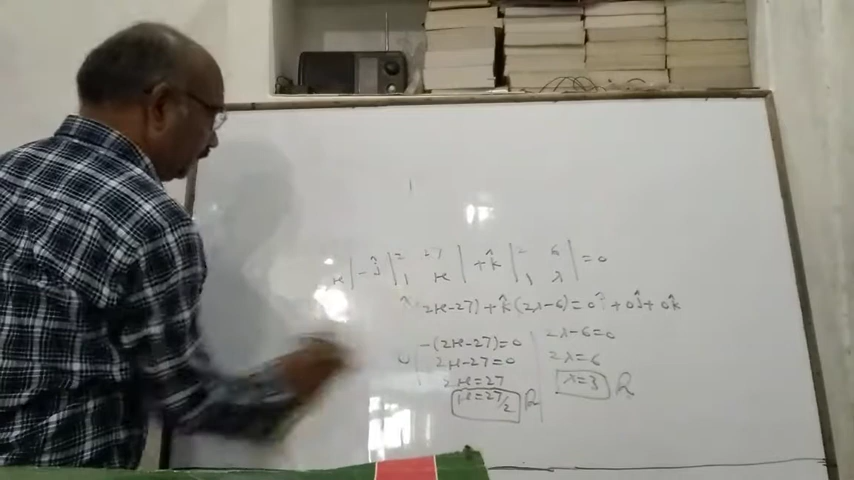 μ| - ĵ |2 27 1 μ| + k̂ |2 6 1 λ| = 0
2μ-27) + k̂(2λ-6) = 0î + 0ĵ + 0k̂
-(2μ-27)=0 2λ-6=0
0 2μ-27=0 2λ=6
2μ=27 λ=3
μ=27/2